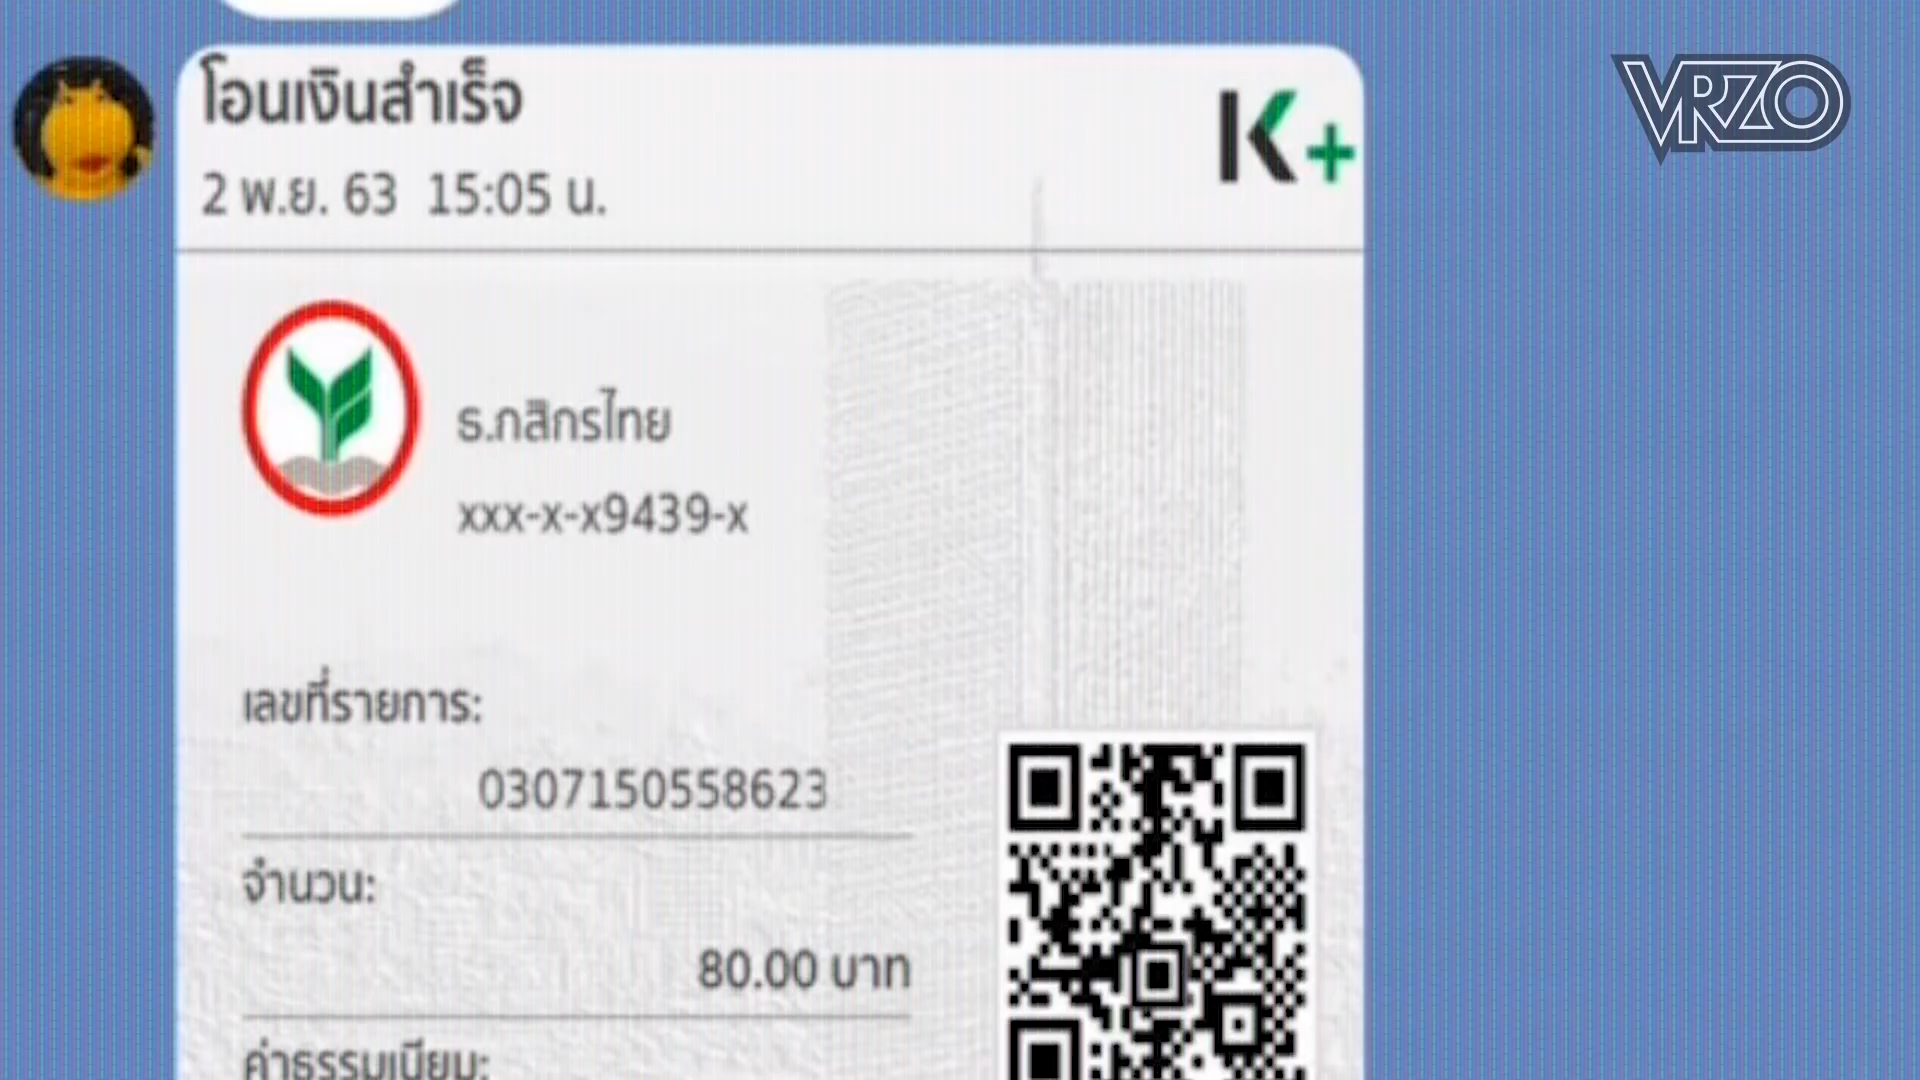 VRZO
โอนเงินสำเร็จ
K+
2 พ.ย. 63 15:05 น.
ธ.กสิกรไทย
xxx-x-x9439-x
เลขที่รายการ:
0307150558623
จำนวน:
80.00 บาท
ค่าธรรมเนียม: